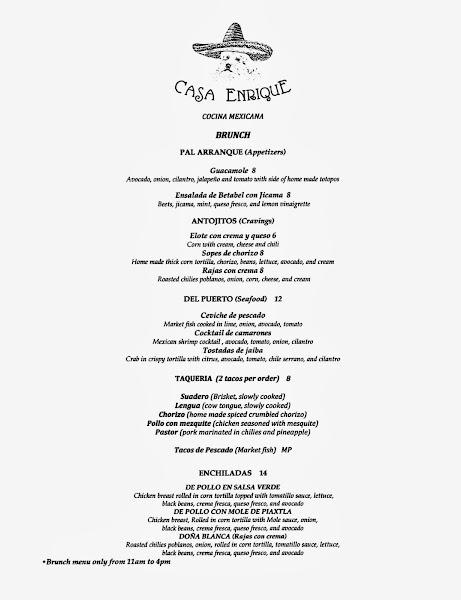 CASA ENRIQUE
COCINA MEXICANA
BRUNCH
PAL ARRANQUE (Appetizers)
Guacamole 8
Avocado, onion, cilantro, jalapeño and tomato with side of home made totopos
Ensalada de Betabel con Jicama 8
Beets, jicama, mint, queso fresco, and lemon vinaigrette
ANTOJITOS (Cravings)
Elote con crema y queso 6
Corn with cream, cheese and chili
Sopes de chorizo 8
Home made thick corn tortilla, chorizo, beans, lettuce, avocado, and cream
Rajas con crema 8
Roasted chilies poblanos, onion, corn, cheese, and cream
DEL PUERTO (Seafood) 12
Ceviche de pescado
Market fish cooked in lime, onion, avocado, tomato
Cocktail de camarones
Mexican shrimp cocktail , avocado, tomato, onion, cilantro
Tostadas de jaiba
Crab in crispy tortilla with citrus, avocado, tomato, chile serrano, and cilantro
TAQUERIA (2 tacos per order) 8
Suadero (Brisket, slowly cooked)
Lengua (cow tongue, slowly cooked)
Chorizo (home made spiced crumbled chorizo)
Pollo con mezquite (chicken seasoned with mesquite)
Pastor (pork marinated in chilies and pineapple)
Tacos de Pescado (Market fish) MP
ENCHILADAS 14
DE POLLO EN SALSA VERDE
Chicken breast rolled in corn tortilla topped with tomatillo sauce, lettuce,
black beans, crema fresca, queso fresco, and avocado
DE POLLO CON MOLE DE PIAXTLA
Chicken breast, Rolled in corn tortilla with Mole sauce, onion,
black beans, crema fresca, queso fresco, and avocado
DOÑA BLANCA (Rajas con crema)
Roasted chilies poblanos, onion, rolled in corn tortilla, tomatillo sauce, lettuce,
black beans, crema fresca, queso fresco, and avocado
•Brunch menu only from 11am to 4pm